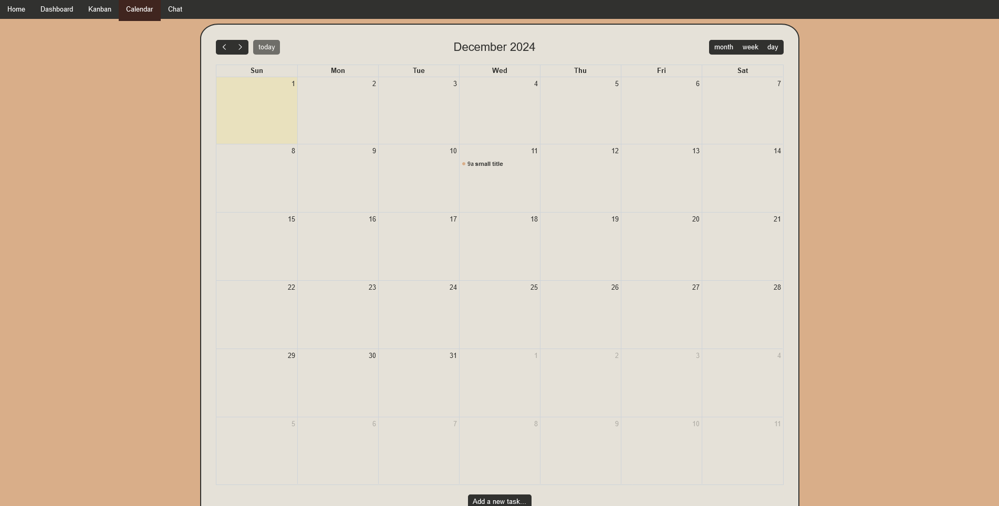 Home Dashboard Kanban Calendar Chat
today December 2024 month week day
Sun Mon Tue Wed Thu Fri Sat
1 2 3 4 5 6 7
8 9 10 11 12 13 14
9a small title
15 16 17 18 19 20 21
22 23 24 25 26 27 28
29 30 31 1 2 3 4
5 6 7 8 9 10 11
Add a new task...